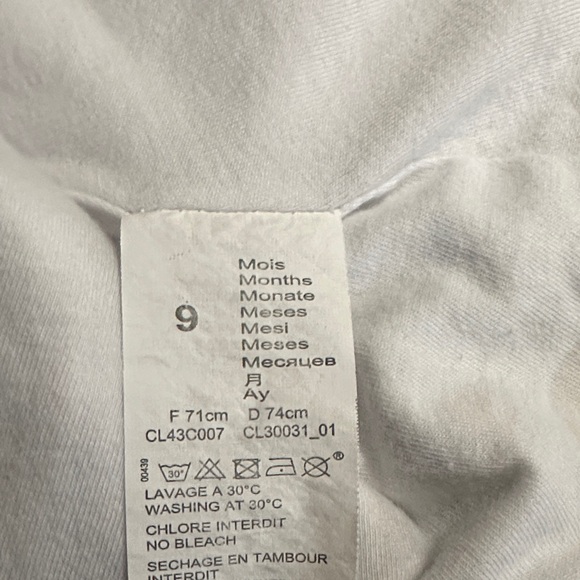 9
Mois
Months
Monate
Meses
Mesi
Meses
Месяцев
月
Ay
F 71cm D 74cm
CL43C007 CL30031_01
00439
30°
®
LAVAGE A 30°C
WASHING AT 30°C
CHLORE INTERDIT
NO BLEACH
SECHAGE EN TAMBOUR
INTERDIT